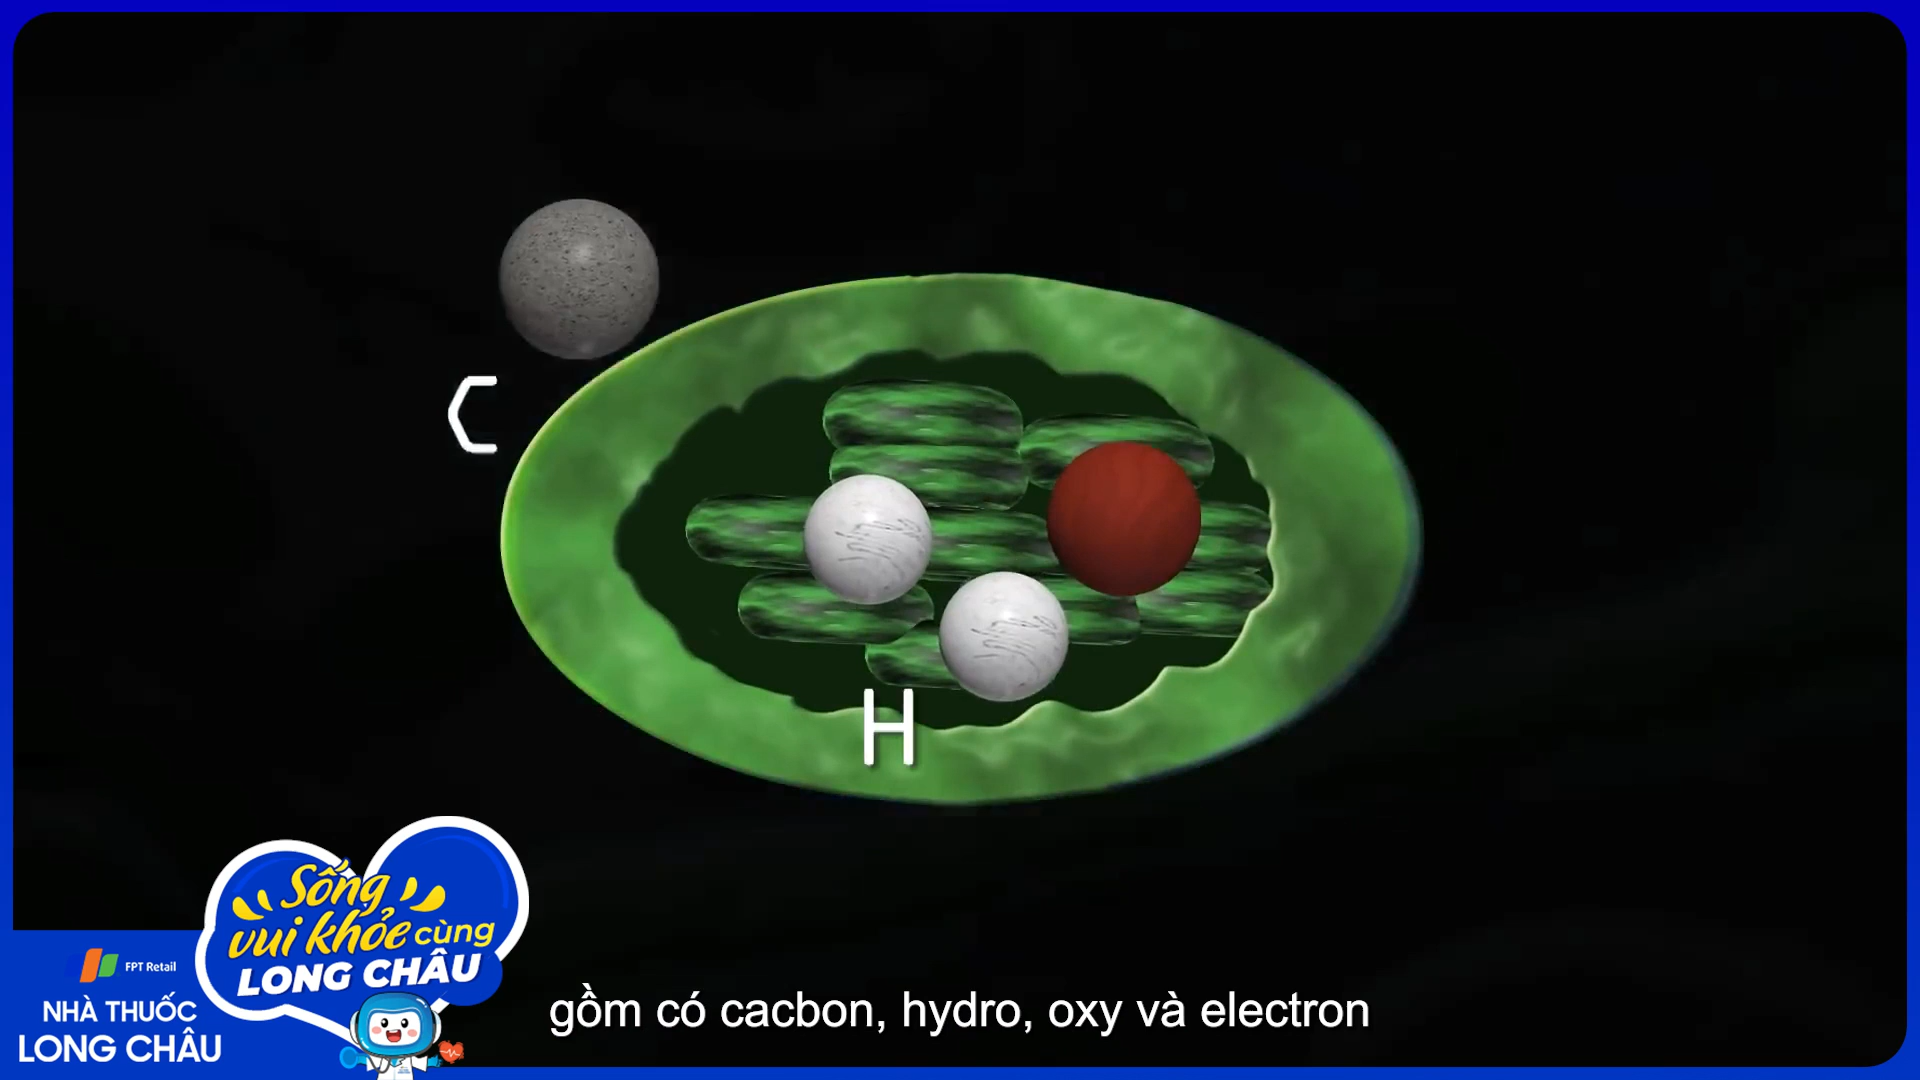 C
H
Sống
vui khỏe cùng
LONG CHÂU
FPT Retail
NHÀ THUỐC
LONG CHÂU
gồm có cacbon, hydro, oxy và electron